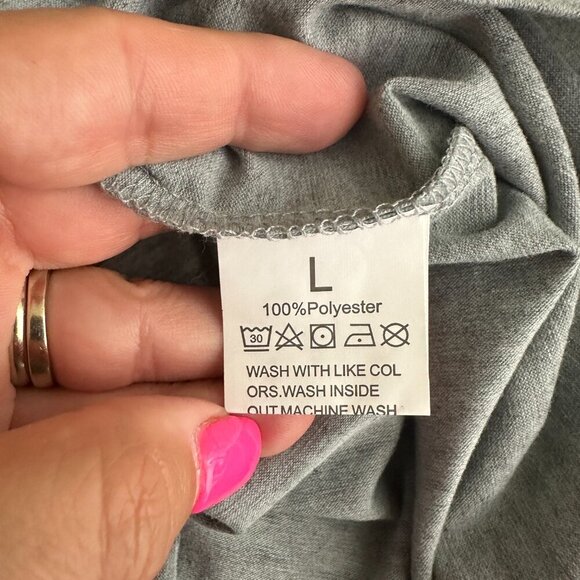 L
100%Polyester
30
WASH WITH LIKE COL
ORS.WASH INSIDE
OUT.MACHINE WASH